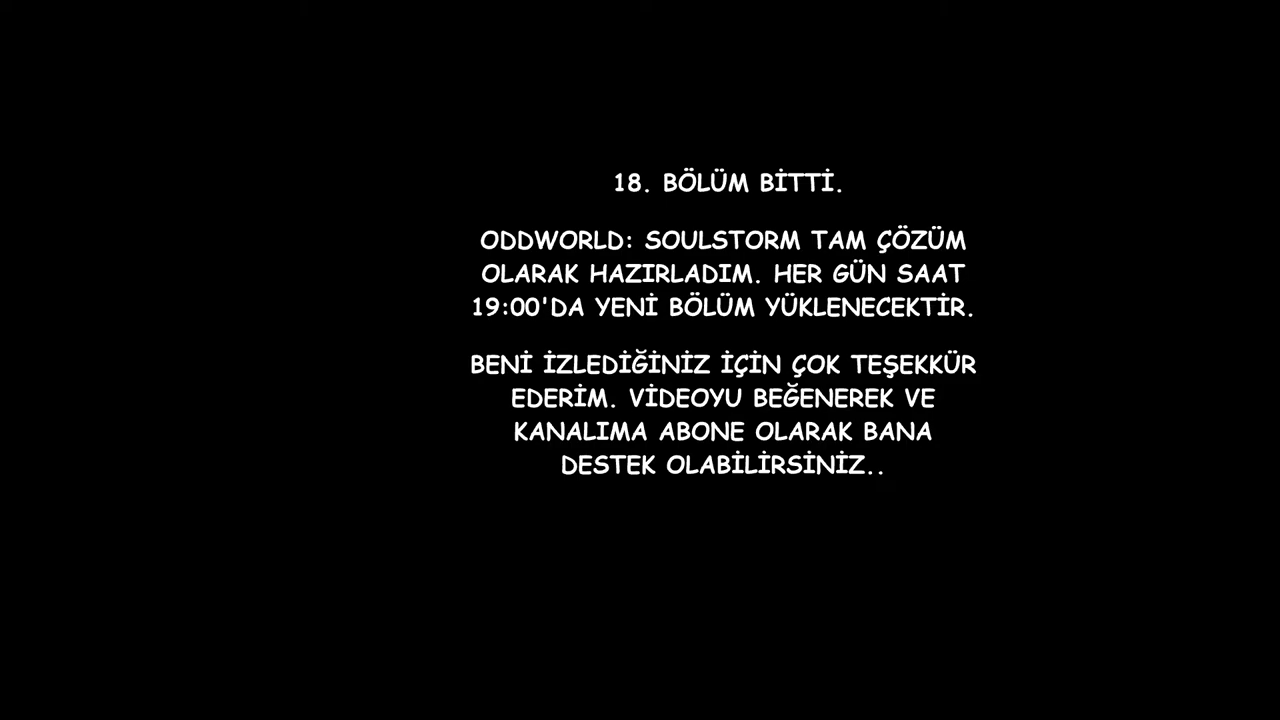 18. BÖLÜM BİTTİ.
ODDWORLD: SOULSTORM TAM ÇÖZÜM
OLARAK HAZIRLADIM. HER GÜN SAAT
19:00'DA YENİ BÖLÜM YÜKLENECEKTİR.
BENİ İZLEDİĞİNİZ İÇİN ÇOK TEŞEKKÜR
EDERİM. VİDEOYU BEĞENEREK VE
KANALIMA ABONE OLARAK BANA
DESTEK OLABİLİRSİNİZ..